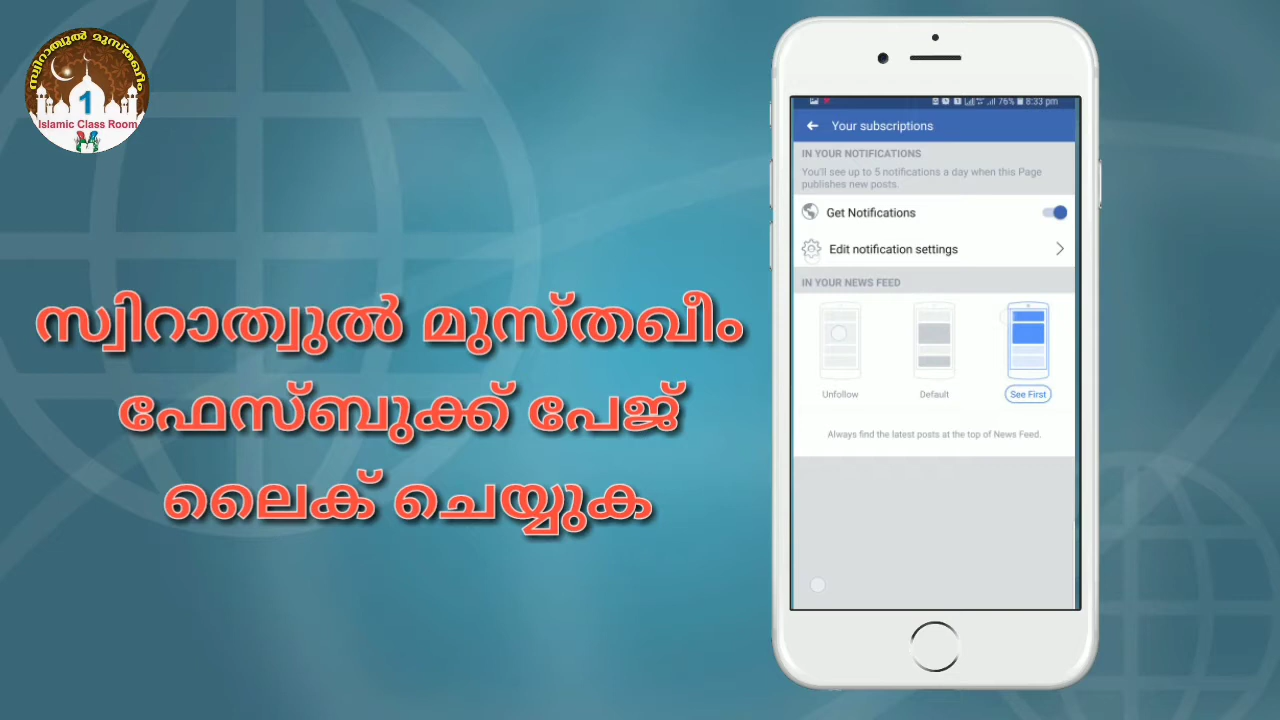 സ്വിറാത്വുൽ മുസ്തഖീം
1
Islamic Class Room
സ്വിറാത്വുൽ മുസ്തഖീം
ഫേസ്ബുക്ക് പേജ്
ലൈക് ചെയ്യുക
76% 8:33 pm
Your subscriptions
IN YOUR NOTIFICATIONS
You'll see up to 5 notifications a day when this Page
publishes new posts.
Get Notifications
Edit notification settings
IN YOUR NEWS FEED
Unfollow Default See First
Always find the latest posts at the top of News Feed.